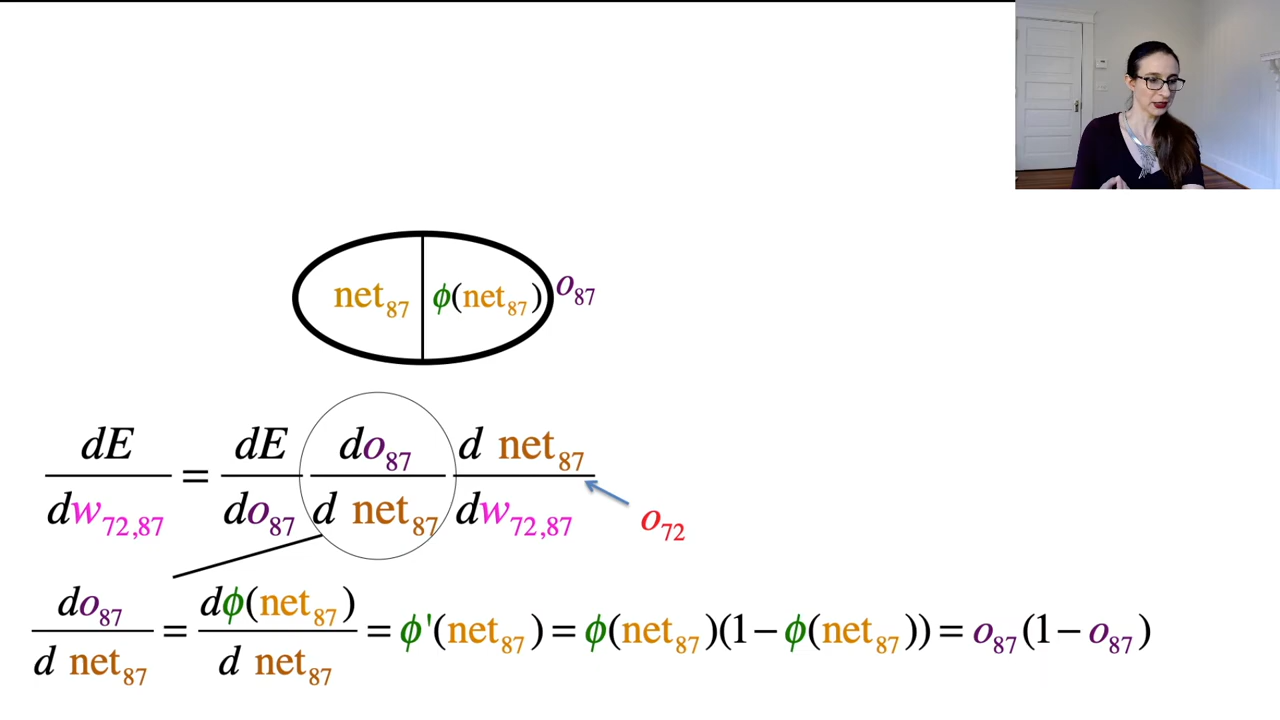 net₈₇ ϕ(net₈₇) o₈₇
dE/dw₇₂,₈₇ = dE/do₈₇ do₈₇/d net₈₇ d net₈₇/dw₇₂,₈₇
o₇₂
do₈₇/d net₈₇ = dϕ(net₈₇)/d net₈₇ = ϕ'(net₈₇) = ϕ(net₈₇)(1 − ϕ(net₈₇)) = o₈₇(1 − o₈₇)